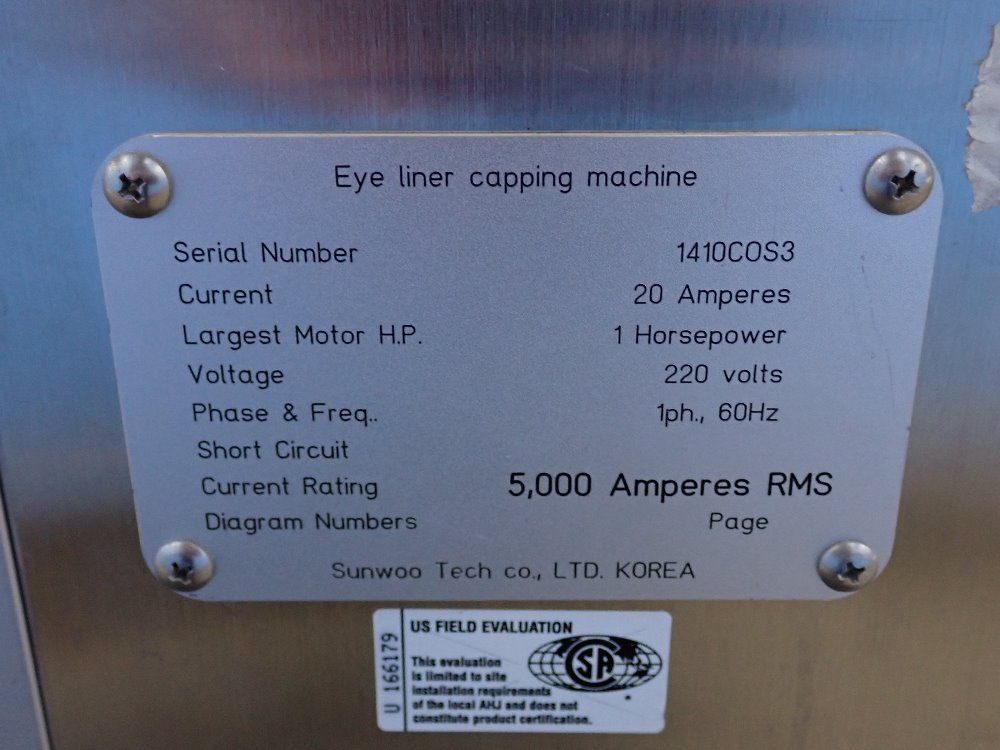 Eye liner capping machine
Serial Number 1410COS3
Current 20 Amperes
Largest Motor H.P. 1 Horsepower
Voltage 220 volts
Phase & Freq.. 1ph., 60Hz
Short Circuit
Current Rating 5,000 Amperes RMS
Diagram Numbers Page
Sunwoo Tech co., LTD. KOREA
U 166179
US FIELD EVALUATION
This evaluation
is limited to site
installation requirements
of the local AHJ and does not
constitute product certification.
CSA